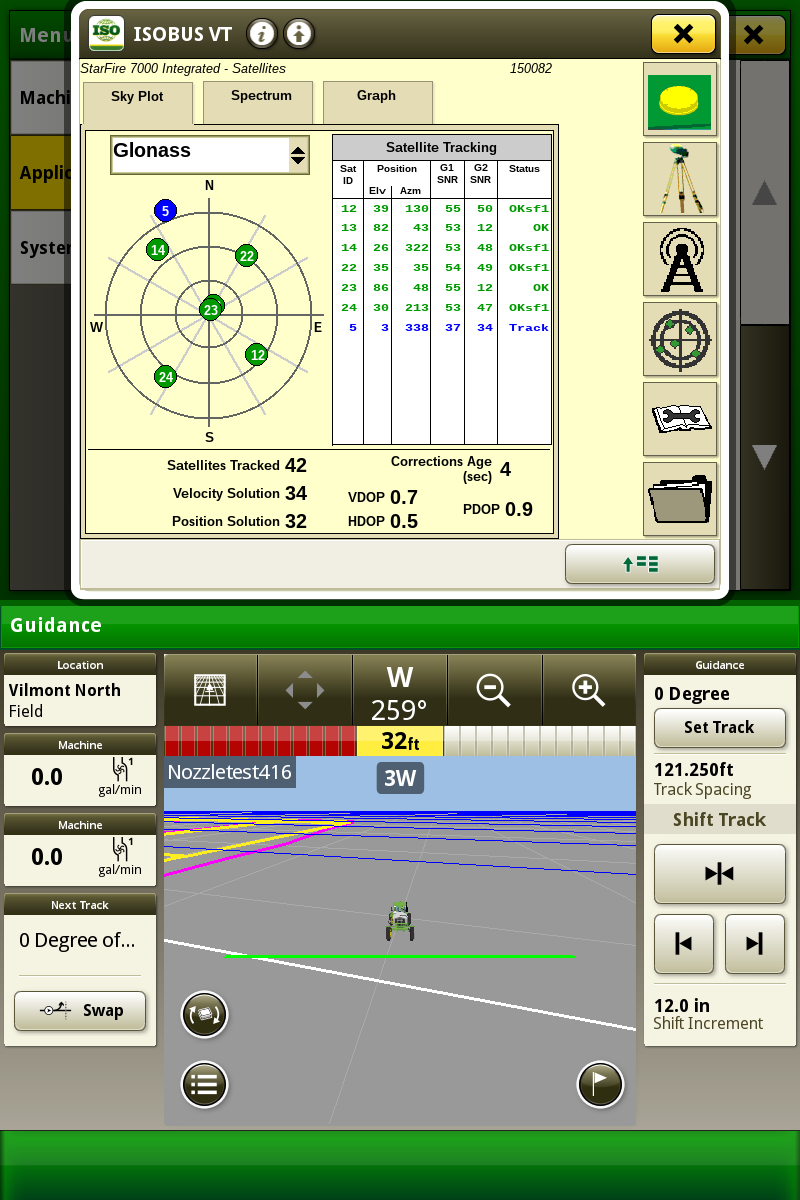 Menu
ISO
ISOBUS VT
StarFire 7000 Integrated - Satellites
150082
Machi
Applic
Syster
Sky Plot
Spectrum
Graph
Glonass
N
W
E
S
5
14
22
23
12
24
Satellite Tracking
Sat ID Position G1 SNR G2 SNR Status
Elv Azm
12 39 130 55 50 OKsf1
13 82 43 53 12 OK
14 26 322 53 48 OKsf1
22 35 35 54 49 OKsf1
23 86 48 55 12 OK
24 30 213 53 47 OKsf1
5 3 338 37 34 Track
Satellites Tracked 42
Velocity Solution 34
Position Solution 32
Corrections Age (sec) 4
VDOP 0.7
HDOP 0.5
PDOP 0.9
Guidance
Location
Vilmont North
Field
Machine
0.0
1
gal/min
Machine
0.0
1
gal/min
Next Track
0 Degree of...
Swap
W
259°
32ft
Nozzletest416
3W
Guidance
0 Degree
Set Track
121.250ft
Track Spacing
Shift Track
12.0 in
Shift Increment